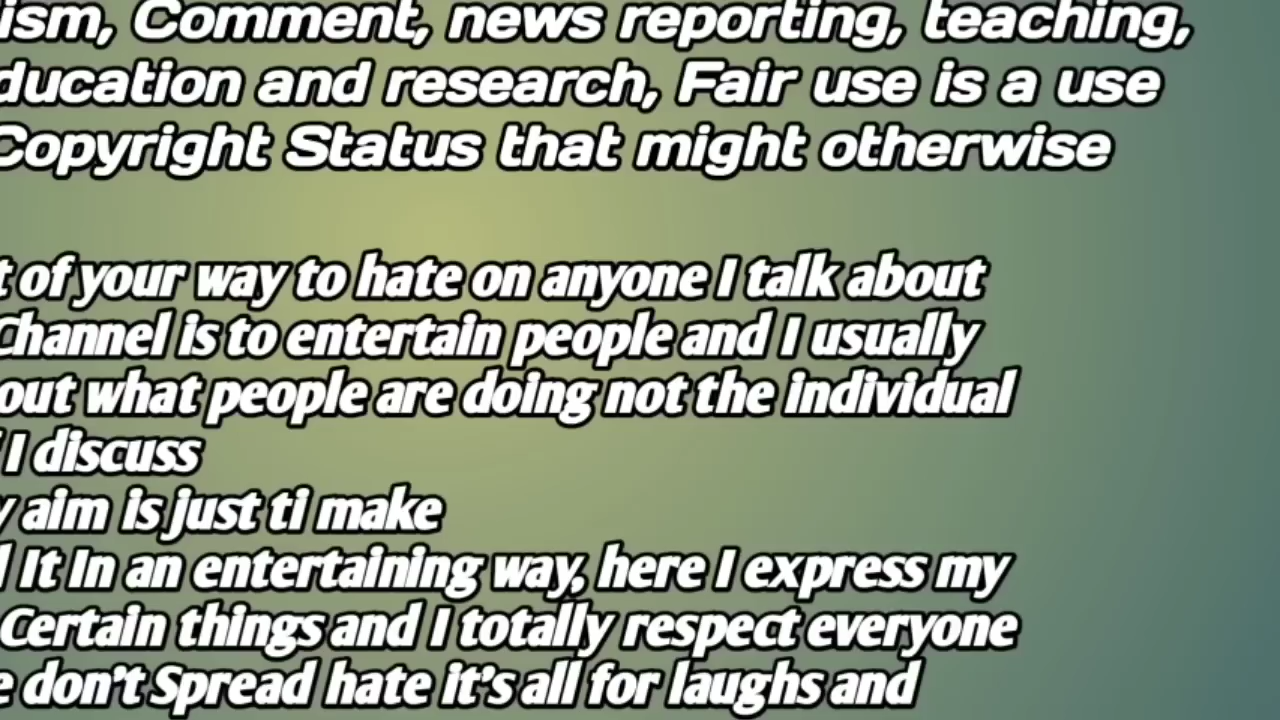 ism, Comment, news reporting, teaching,
ducation and research, Fair use is a use
Copyright Status that might otherwise
t of your way to hate on anyone I talk about
Channel is to entertain people and I usually
out what people are doing not the individual
I discuss
y aim is just ti make
It In an entertaining way, here I express my
Certain things and I totally respect everyone
e don't Spread hate it's all for laughs and